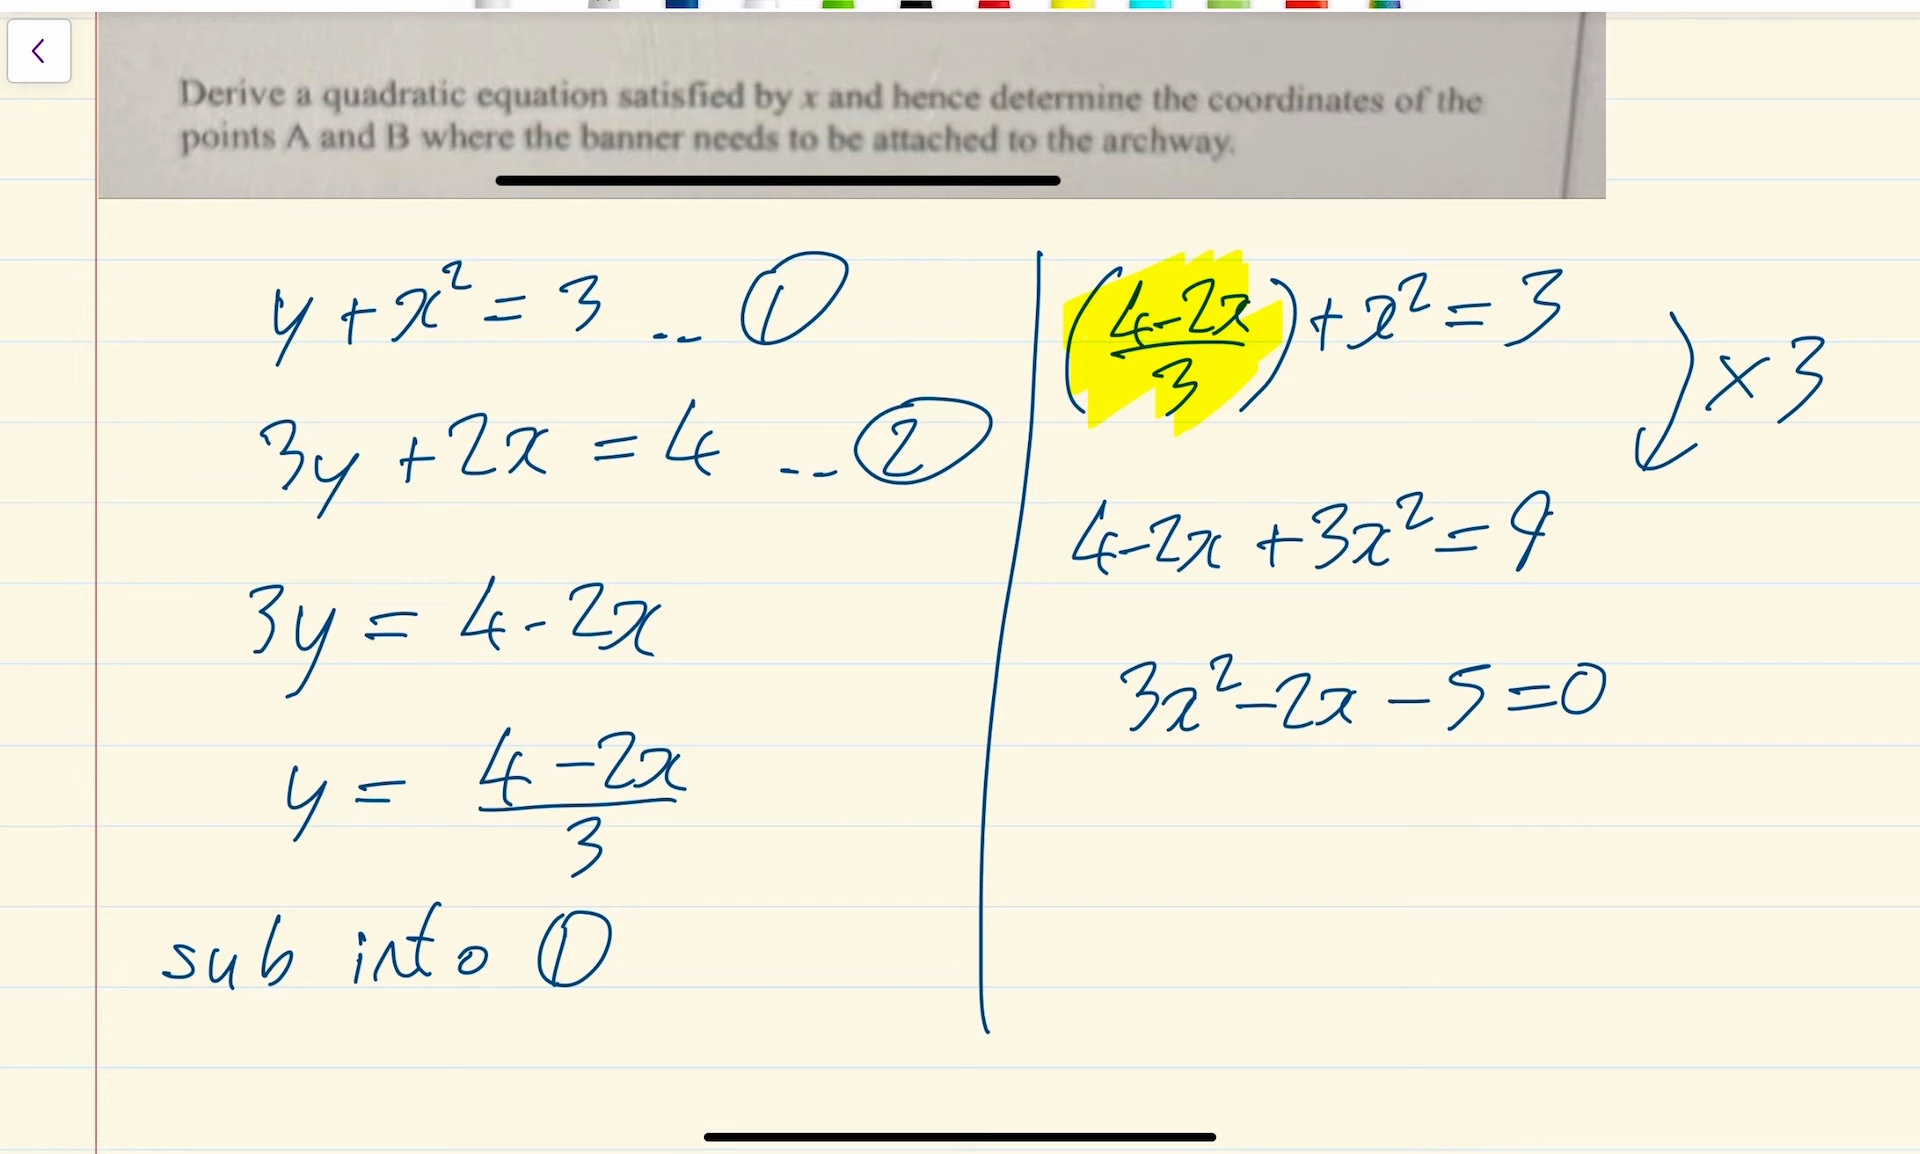 Derive a quadratic equation satisfied by x and hence determine the coordinates of the
points A and B where the banner needs to be attached to the archway.
y + x² = 3 -- ①
3y + 2x = 4 -- ②
3y = 4 - 2x
y = (4 - 2x)/3
sub into ①
((4-2x)/3) + x² = 3
× 3
4-2x + 3x² = 9
3x² - 2x - 5 = 0